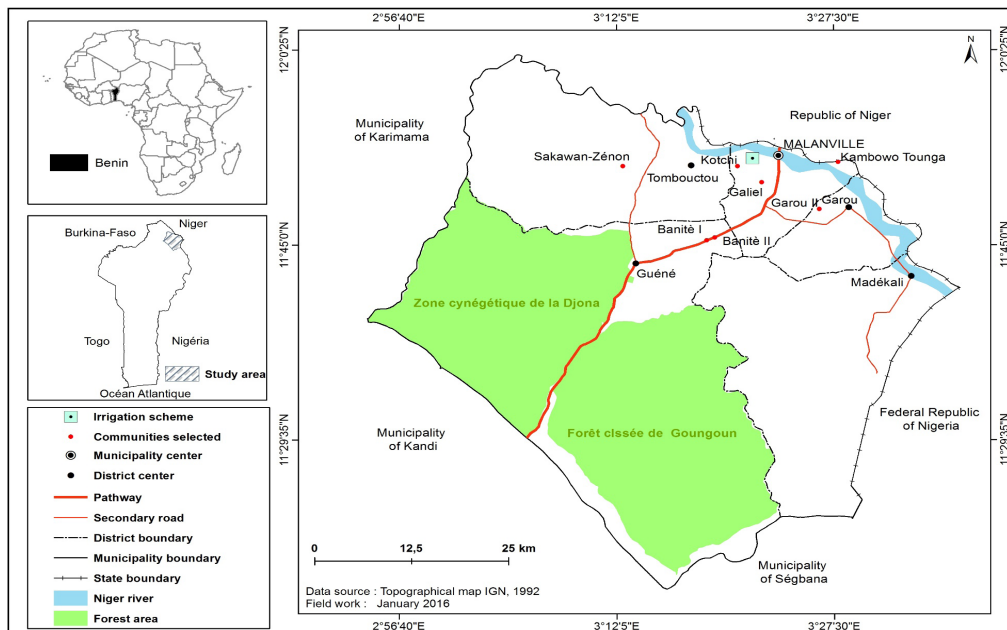 Benin
Burkina-Faso
Niger
Togo
Nigéria
Study area
Océan Atlantique
Irrigation scheme
Communities selected
Municipality center
District center
Pathway
Secondary road
District boundary
Municipality boundary
State boundary
Niger river
Forest area
2°56'40"E
3°12'5"E
3°27'30"E
12°0'25"N
12°0'25"N
N
Municipality
of Karimama
Republic of Niger
MALANVILLE
Sakawan-Zénon
Kotchi
Kambowo Tounga
Tombouctou
Galiel
Garou II
Garou
Banitè I
Banitè II
11°45'0"N
11°45'0"N
Guéné
Madékali
Zone cynégétique de la Djona
Federal Republic
of Nigeria
Municipality
of Kandi
Forêt clssée de Goungoun
11°29'35"N
11°29'35"N
0
12,5
25 km
Municipality
of Ségbana
Data source : Topographical map IGN, 1992
Field work : January 2016
2°56'40"E
3°12'5"E
3°27'30"E